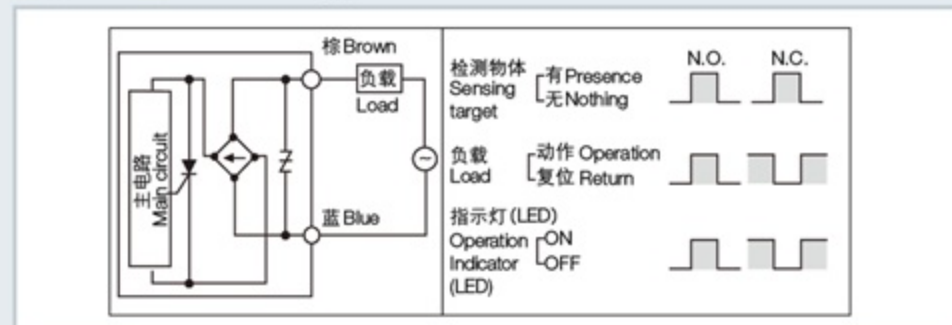 棕Brown
负载
Load
主电路
Main circuit
蓝Blue
N.O. N.C.
检测物体
Sensing
target
有Presence
无Nothing
负载
Load
动作 Operation
复位 Return
指示灯(LED)
Operation
Indicator
(LED)
ON
OFF